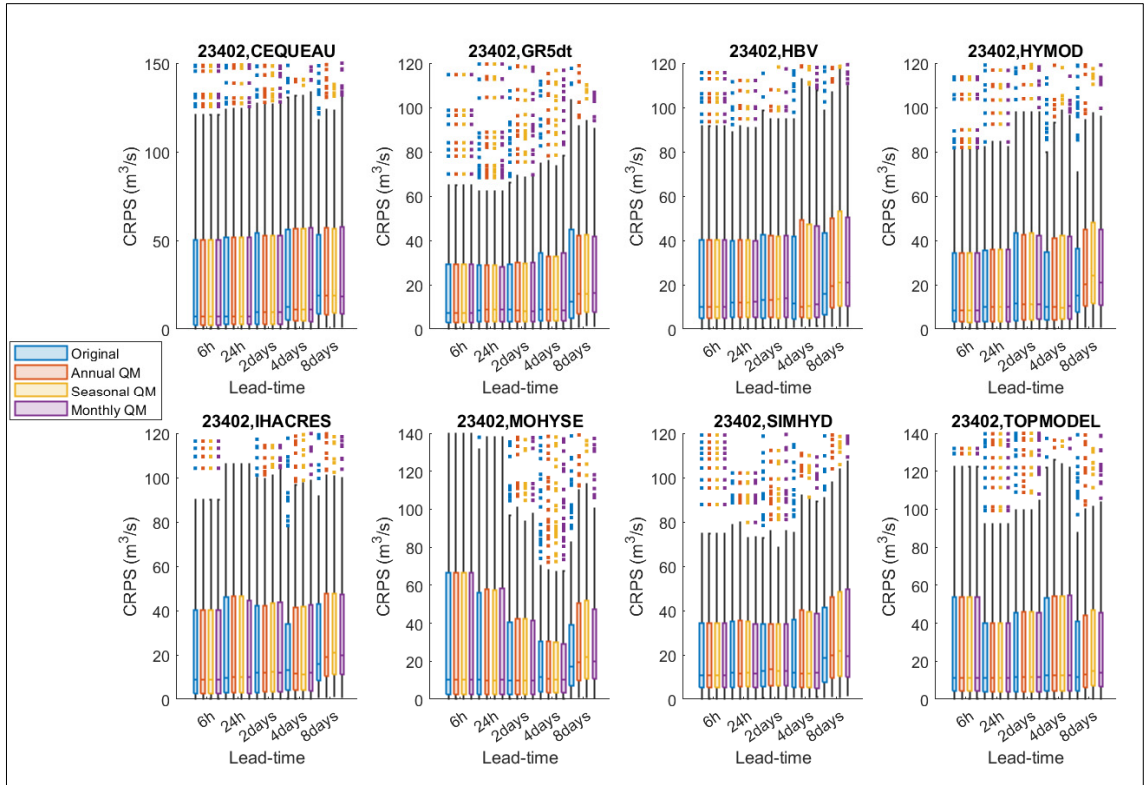 23402,CEQUEAU
23402,GR5dt
23402,HBV
23402,HYMOD
CRPS (m³/s)
150
100
50
0
6h
24h
2days
4days
8days
Lead-time
CRPS (m³/s)
120
100
80
60
40
20
0
6h
24h
2days
4days
8days
Lead-time
CRPS (m³/s)
120
100
80
60
40
20
0
6h
24h
2days
4days
8days
Lead-time
CRPS (m³/s)
120
100
80
60
40
20
0
6h
24h
2days
4days
8days
Lead-time
Original
Annual QM
Seasonal QM
Monthly QM
23402,IHACRES
23402,MOHYSE
23402,SIMHYD
23402,TOPMODEL
CRPS (m³/s)
120
100
80
60
40
20
0
6h
24h
2days
4days
8days
Lead-time
CRPS (m³/s)
140
120
100
80
60
40
20
0
6h
24h
2days
4days
8days
Lead-time
CRPS (m³/s)
120
100
80
60
40
20
0
6h
24h
2days
4days
8days
Lead-time
CRPS (m³/s)
140
120
100
80
60
40
20
0
6h
24h
2days
4days
8days
Lead-time